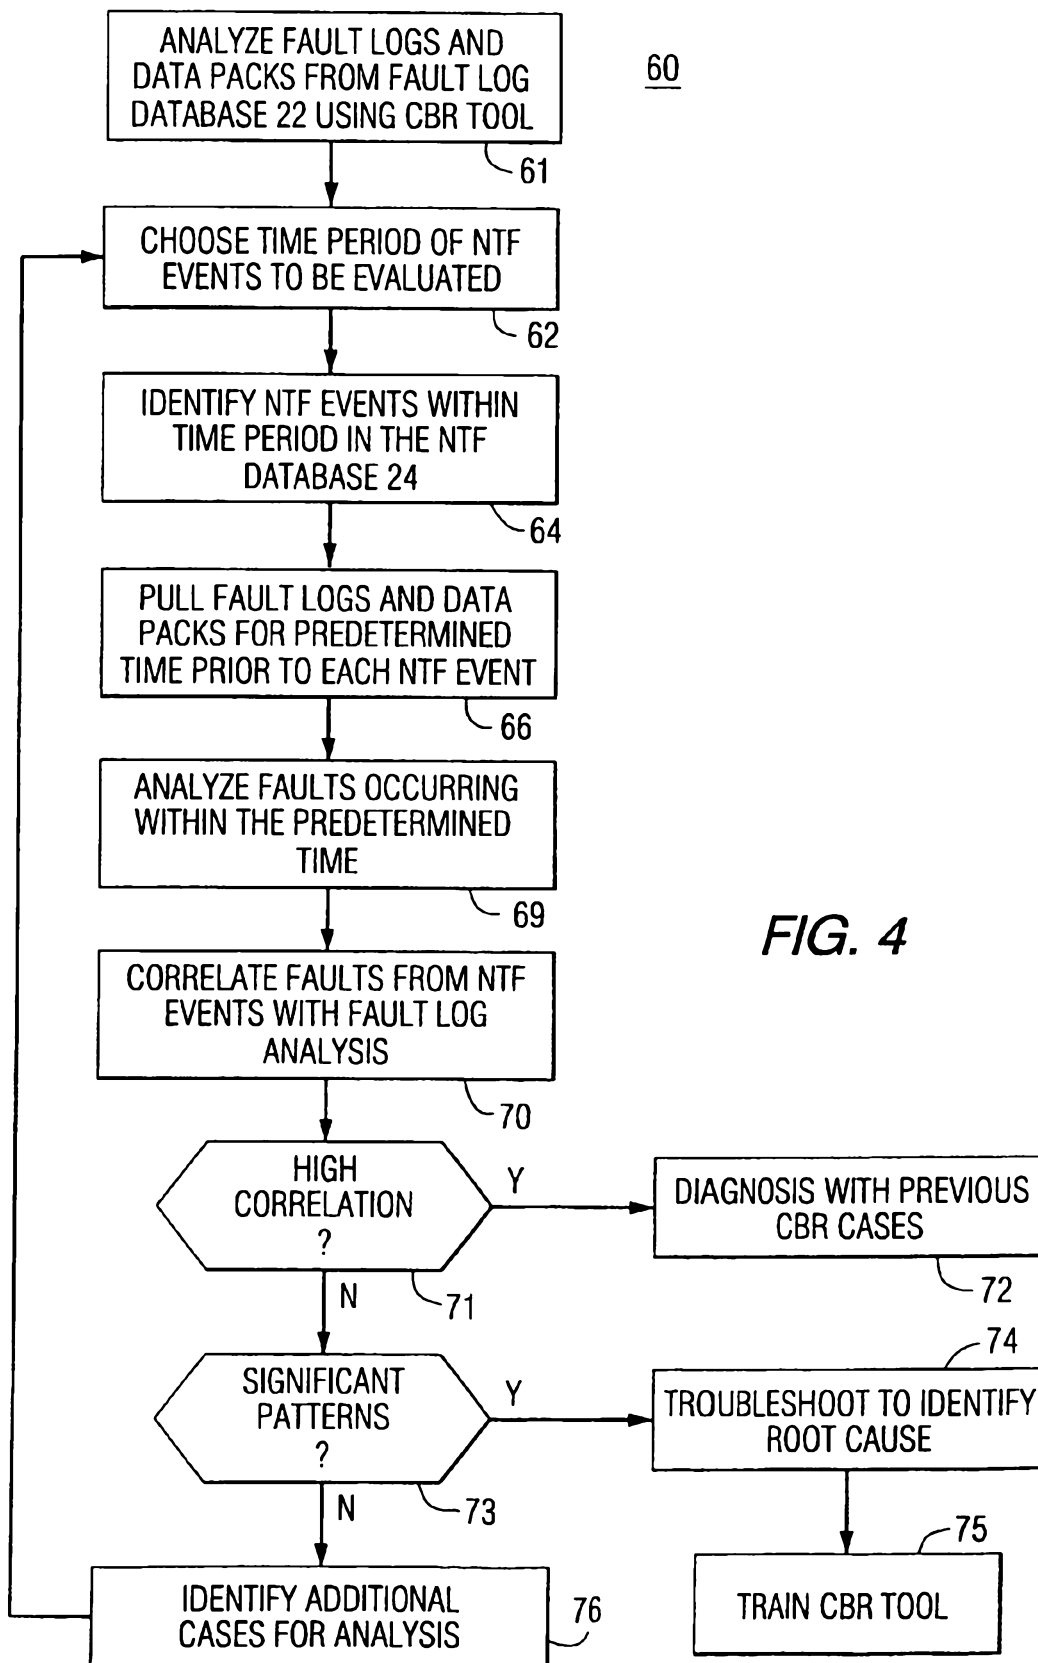 ANALYZE FAULT LOGS AND
DATA PACKS FROM FAULT LOG
DATABASE 22 USING CBR TOOL
60
61
CHOOSE TIME PERIOD OF NTF
EVENTS TO BE EVALUATED
62
IDENTIFY NTF EVENTS WITHIN
TIME PERIOD IN THE NTF
DATABASE 24
64
PULL FAULT LOGS AND DATA
PACKS FOR PREDETERMINED
TIME PRIOR TO EACH NTF EVENT
66
ANALYZE FAULTS OCCURRING
WITHIN THE PREDETERMINED
TIME
69
FIG. 4
CORRELATE FAULTS FROM NTF
EVENTS WITH FAULT LOG
ANALYSIS
70
HIGH
CORRELATION
?
Y
71
N
DIAGNOSIS WITH PREVIOUS
CBR CASES
72
SIGNIFICANT
PATTERNS
?
Y
73
N
74
TROUBLESHOOT TO IDENTIFY
ROOT CAUSE
75
TRAIN CBR TOOL
IDENTIFY ADDITIONAL
CASES FOR ANALYSIS
76